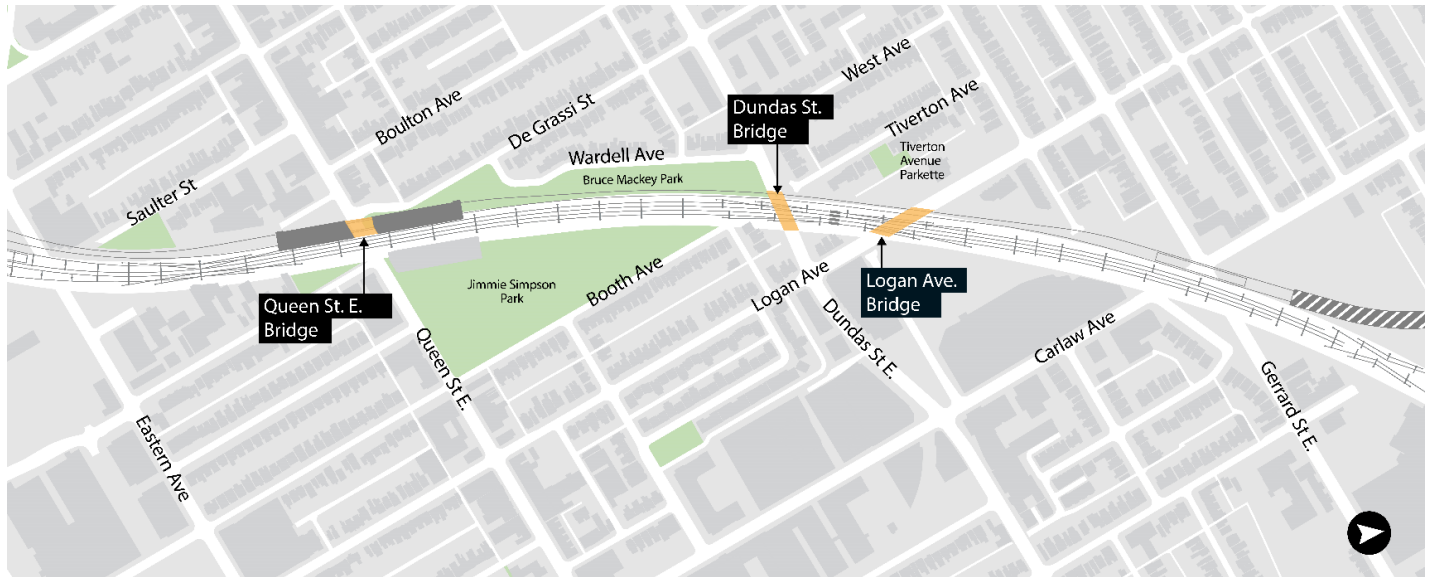 West Ave
Boulton Ave
De Grassi St
Dundas St.
Bridge
Tiverton Ave
Wardell Ave
Tiverton
Avenue
Parkette
Bruce Mackey Park
Saulter St
Jimmie Simpson
Park
Booth Ave
Logan Ave
Logan Ave.
Bridge
Queen St. E.
Bridge
Queen St E.
Dundas St E.
Carlaw Ave
Gerrard St E.
Eastern Ave